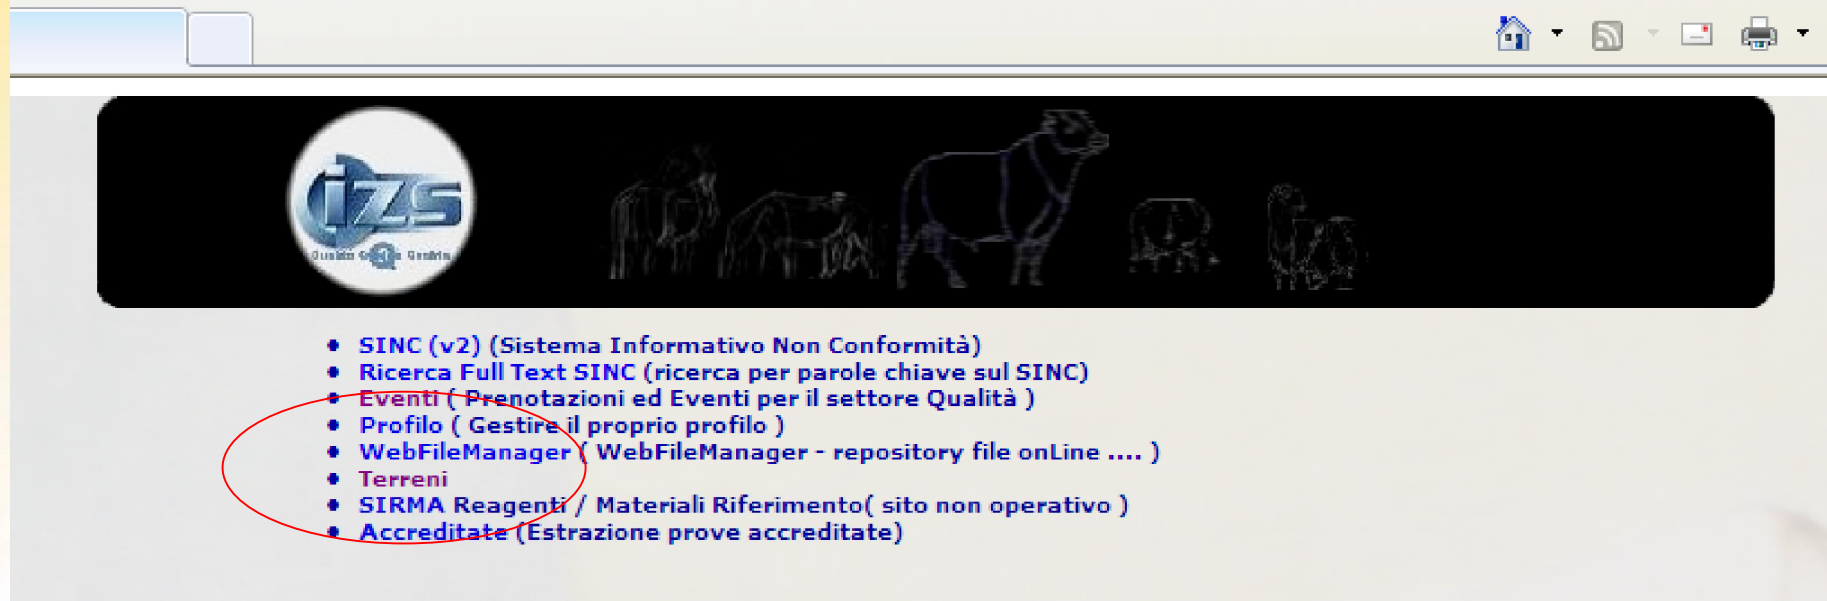 izs
SINC (v2) (Sistema Informativo Non Conformità)
Ricerca Full Text SINC (ricerca per parole chiave sul SINC)
Eventi ( Prenotazioni ed Eventi per il settore Qualità )
Profilo ( Gestire il proprio profilo )
WebFileManager ( WebFileManager - repository file onLine .... )
Terreni
SIRMA Reagenti / Materiali Riferimento( sito non operativo )
Accreditate (Estrazione prove accreditate)